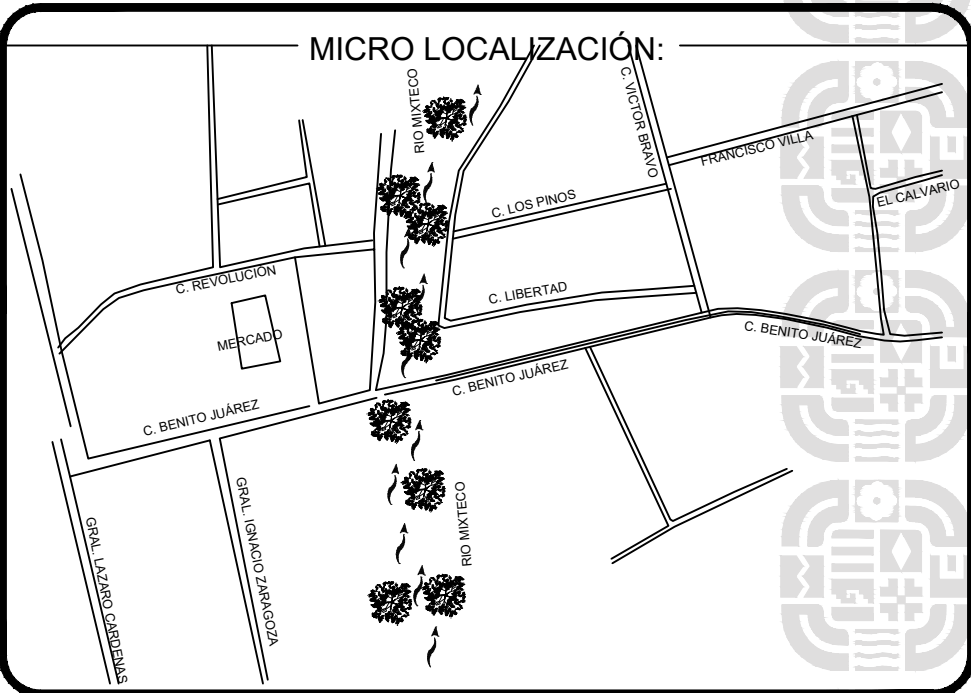 MICRO LOCALIZACIÓN:
RIO MIXTECO
C. VICTOR BRAVO
FRANCISCO VILLA
EL CALVARIO
C. LOS PINOS
C. REVOLUCIÓN
C. LIBERTAD
MERCADO
C. BENITO JUÁREZ
C. BENITO JUÁREZ
C. BENITO JUÁREZ
GRAL. LAZARO CARDENAS
GRAL. IGNACIO ZARAGOZA
RIO MIXTECO